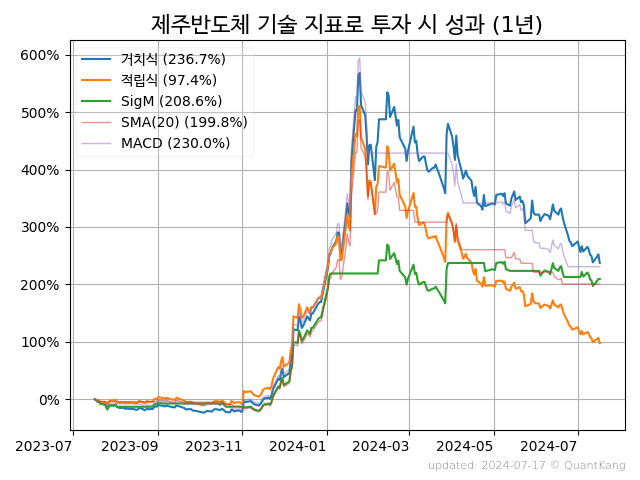 제주반도체 기술 지표로 투자 시 성과 (1년)
600%
500%
400%
300%
200%
100%
0%
거치식 (236.7%)
적립식 (97.4%)
SigM (208.6%)
SMA(20) (199.8%)
MACD (230.0%)
2023-07 2023-09 2023-11 2024-01 2024-03 2024-05 2024-07
updated: 2024-07-17 © QuantKang